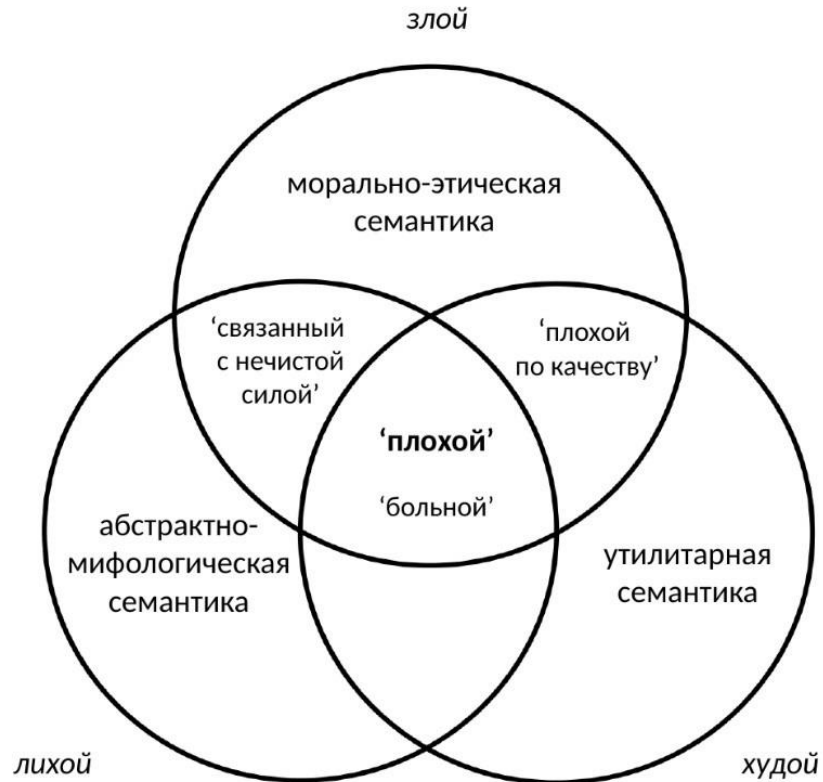 злой
морально-этическая
семантика
‘связанный
с нечистой
силой’
‘плохой
по качеству’
‘плохой’
‘больной’
абстрактно-
мифологическая
семантика
утилитарная
семантика
лихой
худой